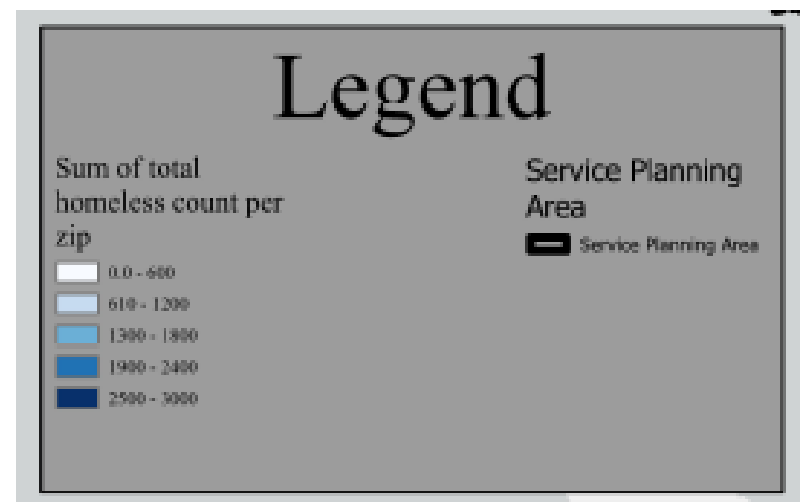 Legend
Sum of total
homeless count per
zip
0.0 - 600
610 - 1200
1300 - 1800
1900 - 2400
2500 - 3000
Service Planning
Area
Service Planning Area